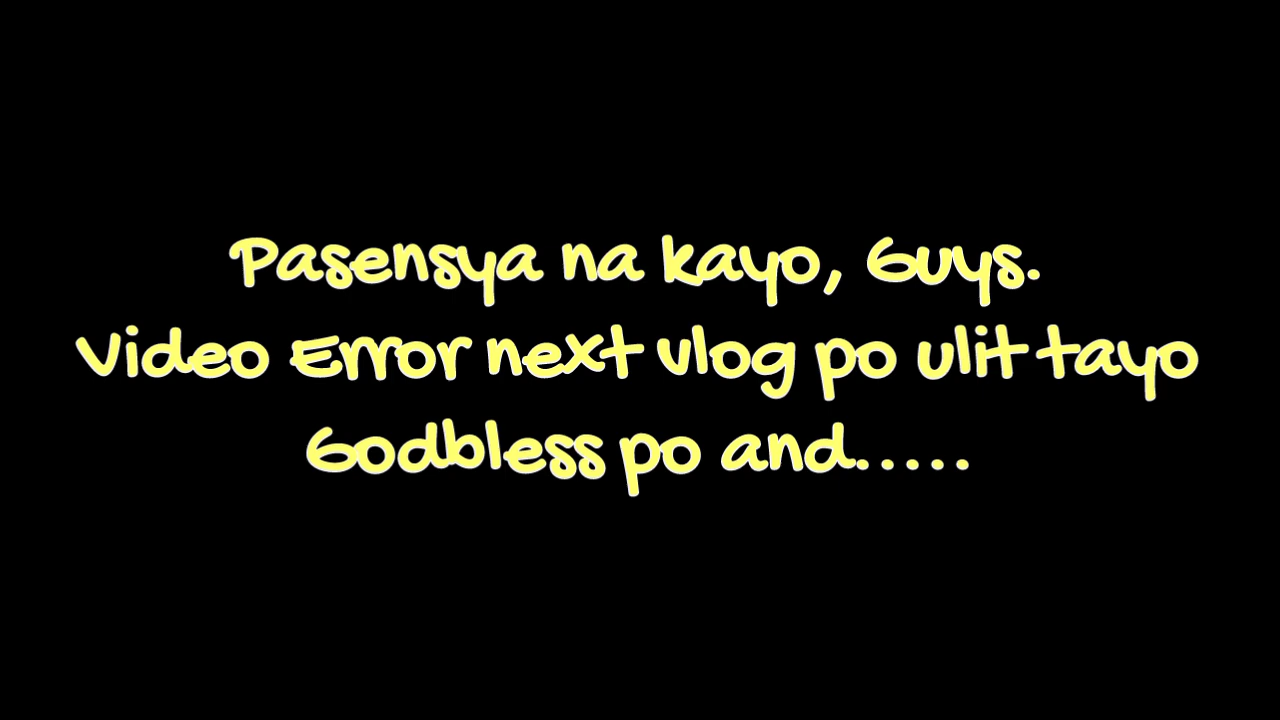 Pasensya na kayo, Guys.
Video Error next vlog po ulit tayo
Godbless po and.....